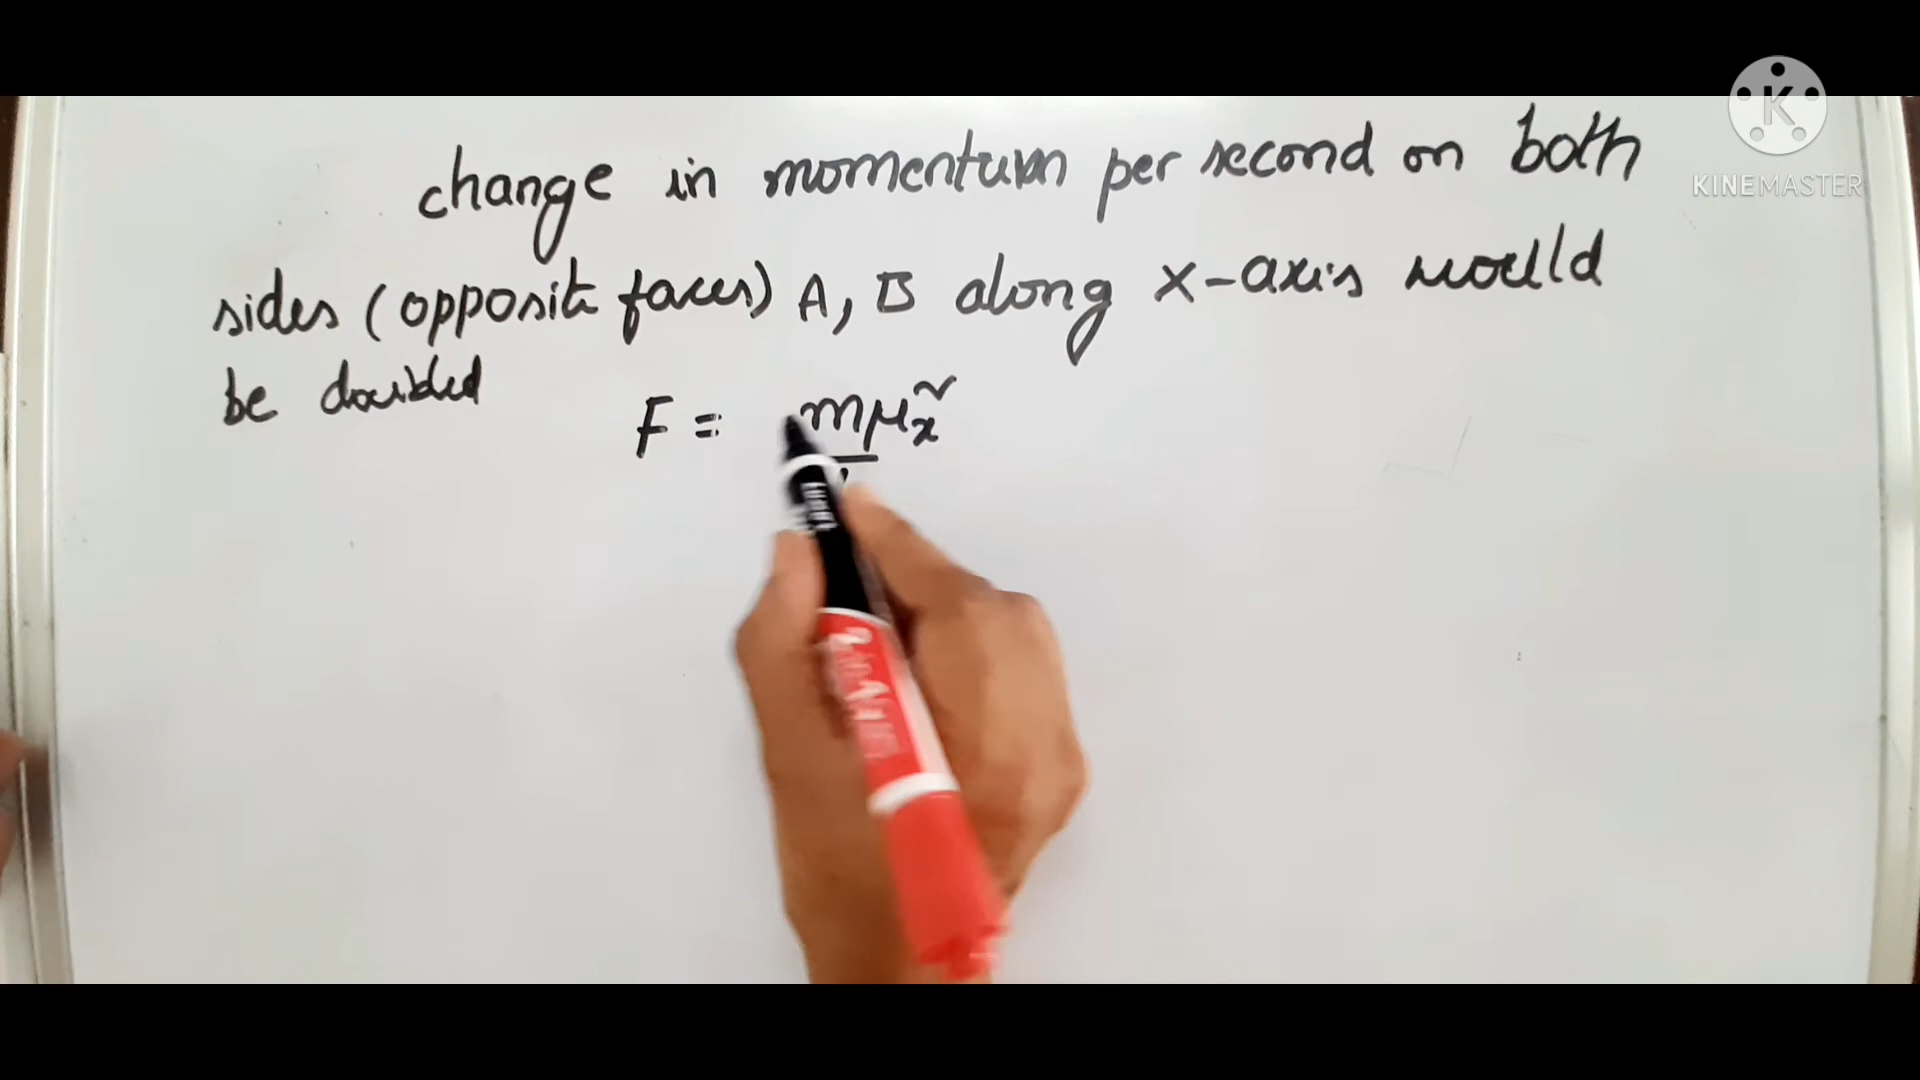 KINEMASTER
change in momentum per second on both
sides (opposite faces) A, B along x-axis would
be doubled
F = mμₓ²